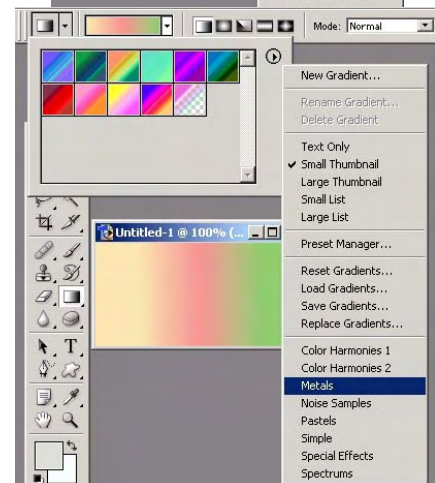 Mode: Normal
New Gradient...
Rename Gradient...
Delete Gradient
Text Only
Small Thumbnail
Large Thumbnail
Small List
Large List
Preset Manager...
Reset Gradients...
Load Gradients...
Save Gradients...
Replace Gradients...
Color Harmonies 1
Color Harmonies 2
Metals
Noise Samples
Pastels
Simple
Special Effects
Spectrums
Untitled-1 @ 100% (...